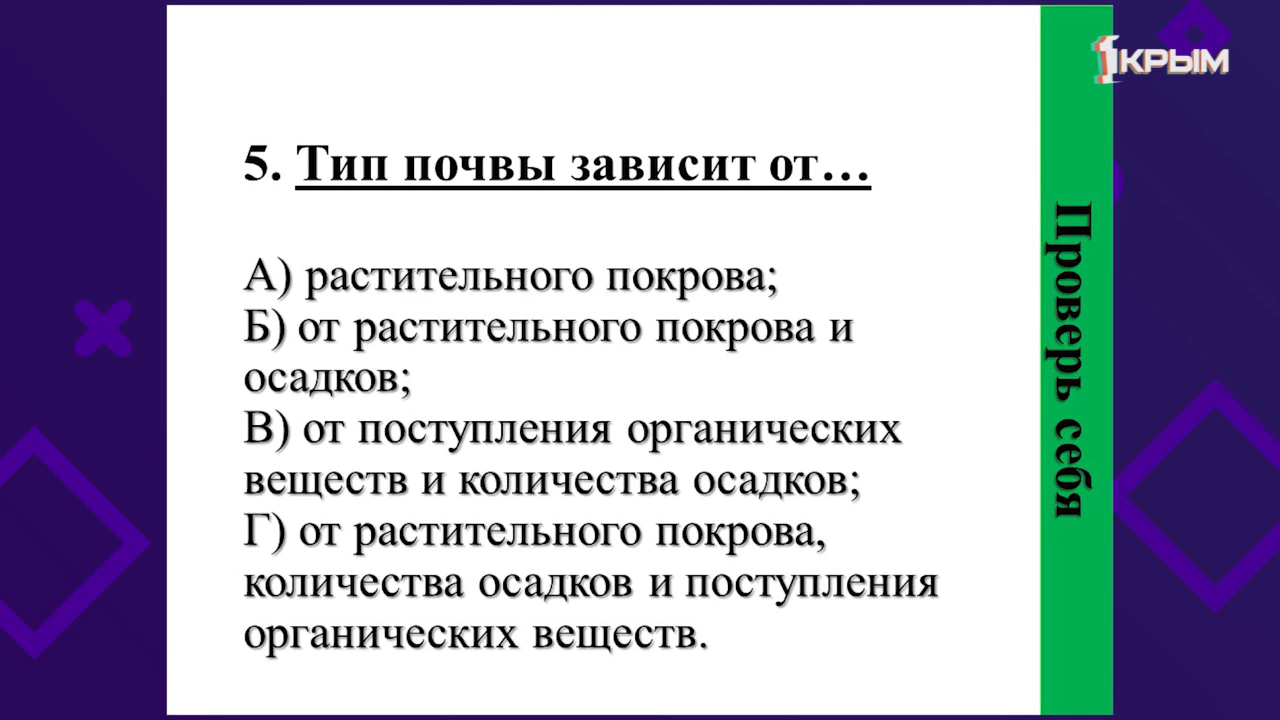 1КРЫМ
5. Тип почвы зависит от…
А) растительного покрова;
Б) от растительного покрова и
осадков;
В) от поступления органических
веществ и количества осадков;
Г) от растительного покрова,
количества осадков и поступления
органических веществ.
Проверь себя